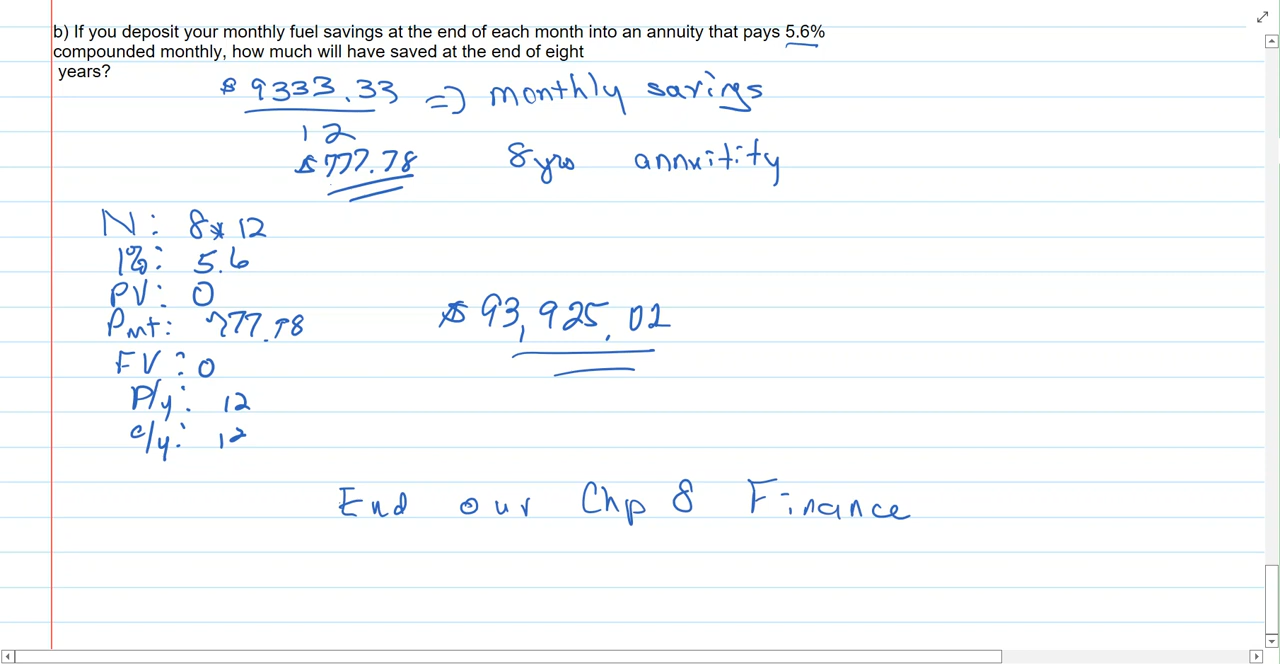 b) If you deposit your monthly fuel savings at the end of each month into an annuity that pays 5.6%
compounded monthly, how much will have saved at the end of eight
years?
$ 9333.33 => monthly savings
12
$777.78 8yrs annuitity
N: 8* 12
I%: 5.6
PV: 0
Pmt: 777.78
$ 93,925.02
FV: 0
P/y: 12
c/y: 12
End our Chp 8 Finance